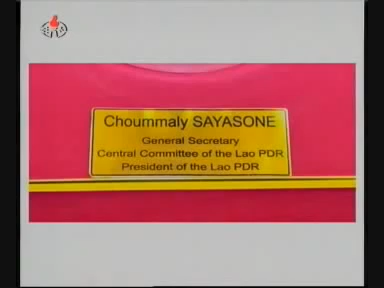 Choummaly SAYASONE
General Secretary
Central Committee of the Lao PDR
President of the Lao PDR